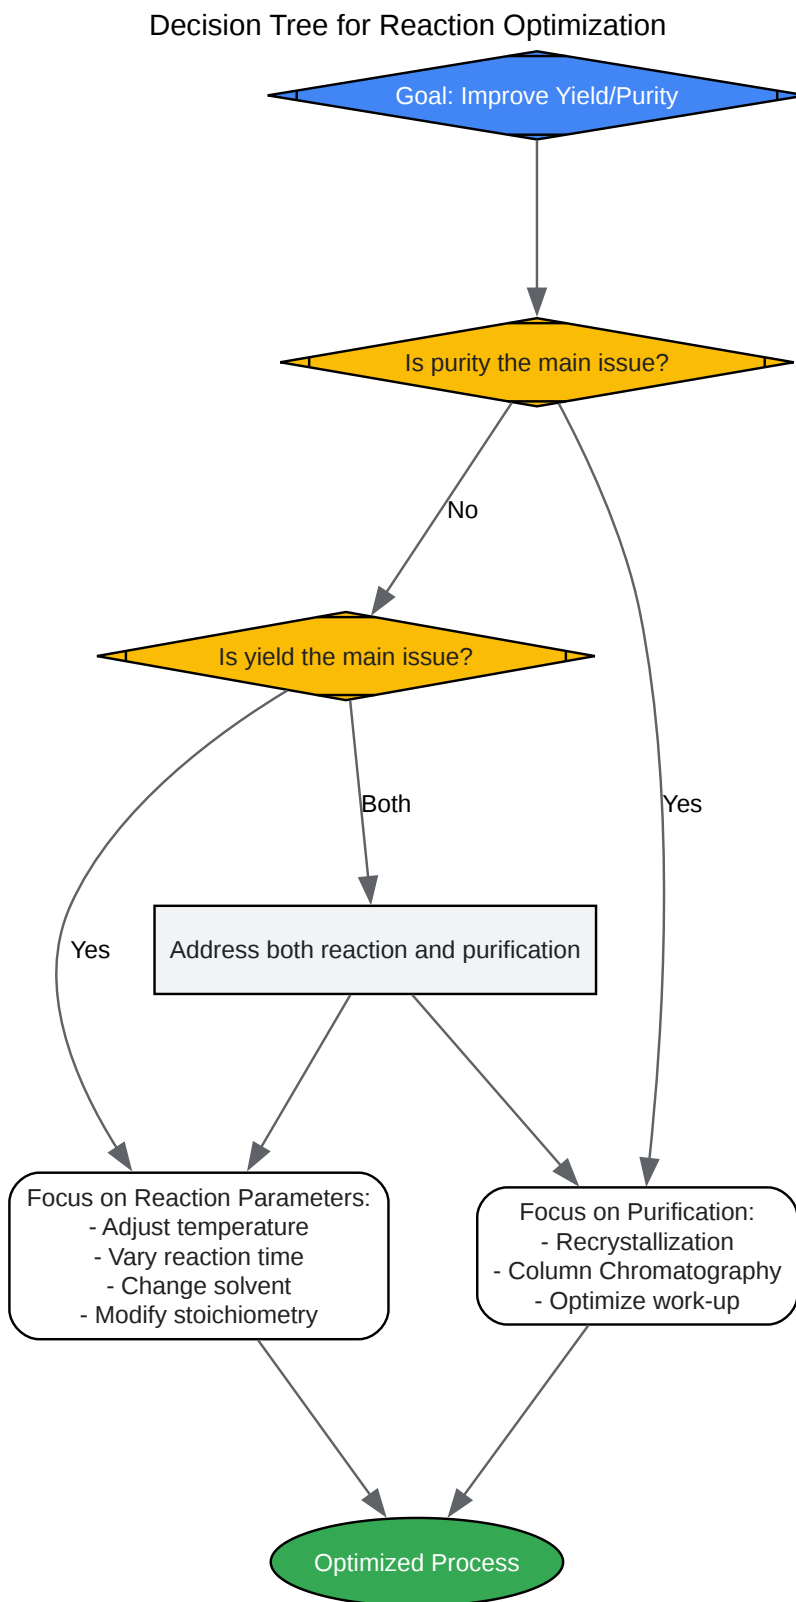 Decision Tree for Reaction Optimization
Goal: Improve Yield/Purity
Is purity the main issue?
No
Is yield the main issue?
Both
Yes
Yes
Address both reaction and purification
Focus on Reaction Parameters:
- Adjust temperature
- Vary reaction time
- Change solvent
- Modify stoichiometry
Focus on Purification:
- Recrystallization
- Column Chromatography
- Optimize work-up
Optimized Process